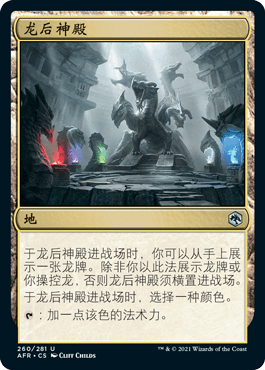 龙后神殿
地
于龙后神殿进战场时，你可以从手上展
示一张龙牌。除非你以此法展示龙牌或
你操控龙，否则龙后神殿须横置进战场。
于龙后神殿进战场时，选择一种颜色。
：加一点该色的法术力。
260/281 U
AFR • CS CLIFF CHILDS
™ & © 2021 Wizards of the Coast